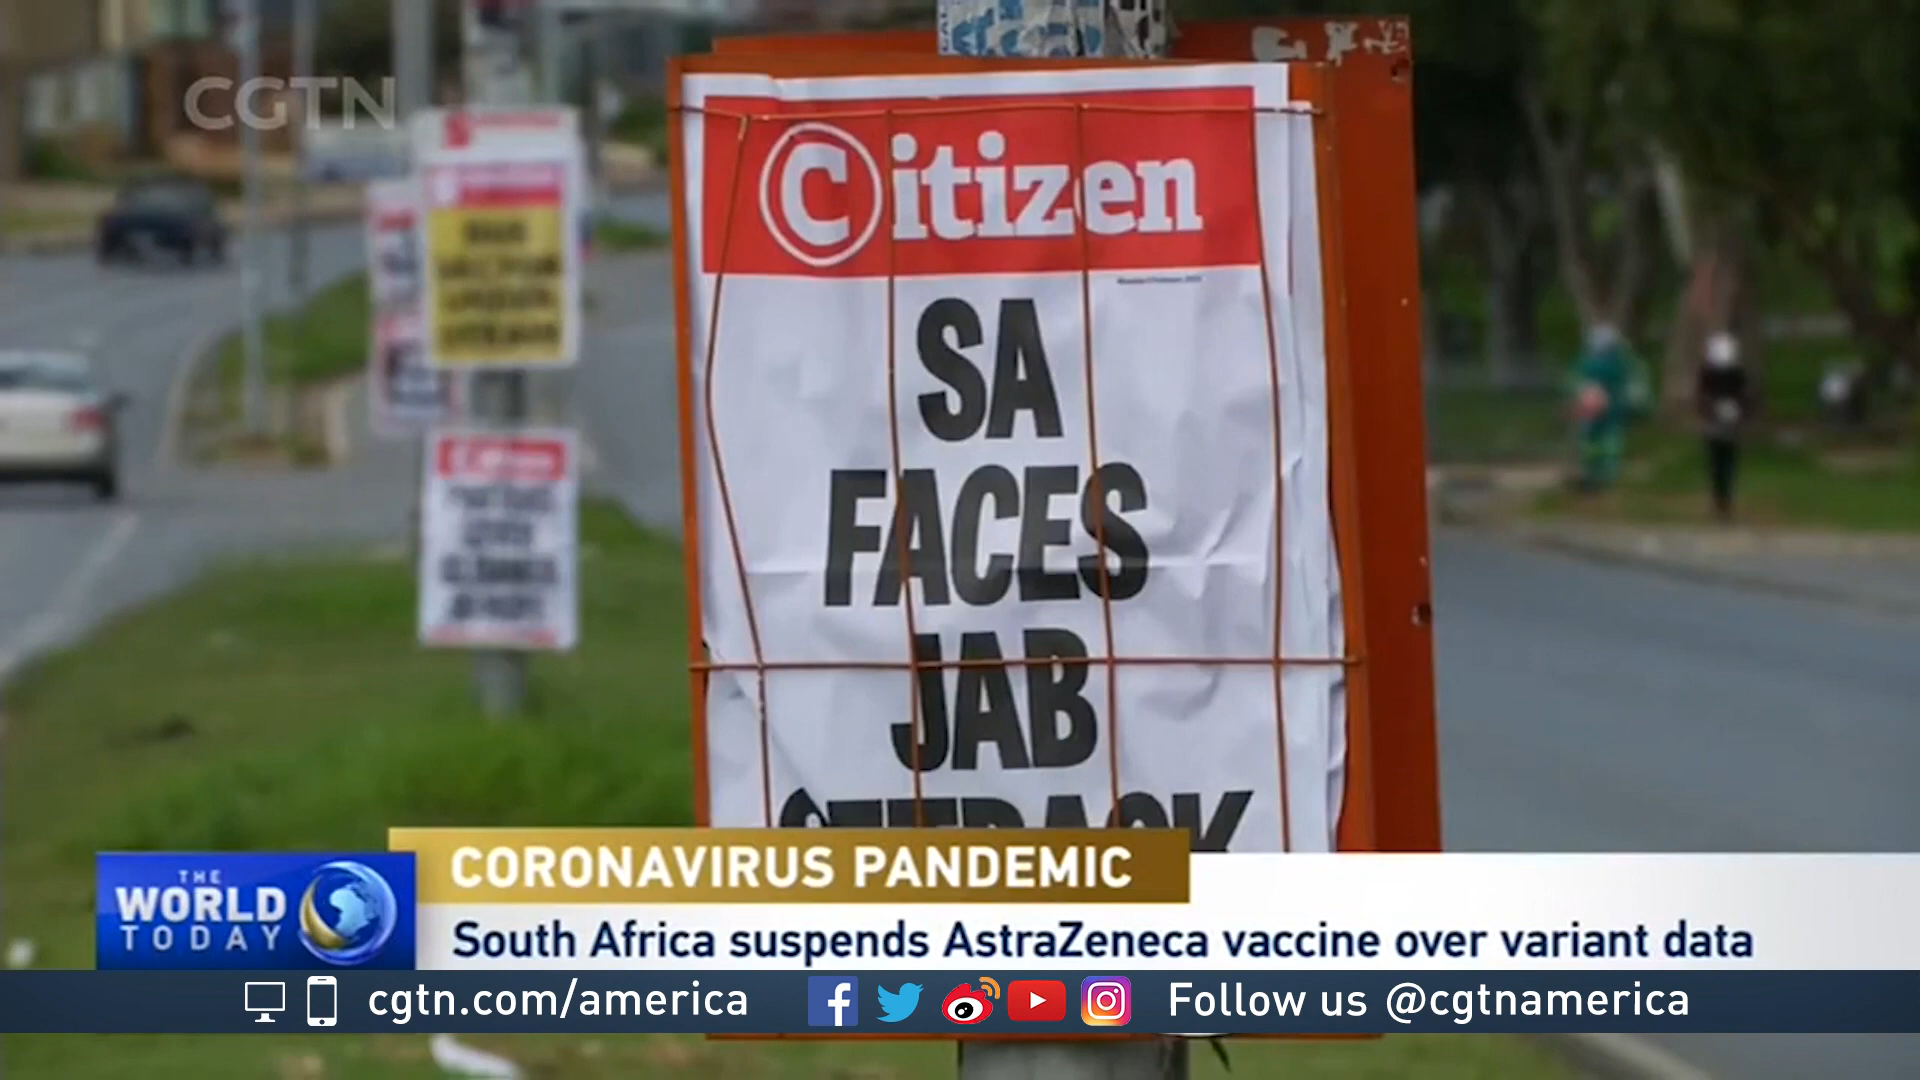 CGTN
Citizen
SA
FACES
JAB
SETBACK
CORONAVIRUS PANDEMIC
THE
WORLD
TODAY
South Africa suspends AstraZeneca vaccine over variant data
cgtn.com/america
Follow us @cgtnamerica